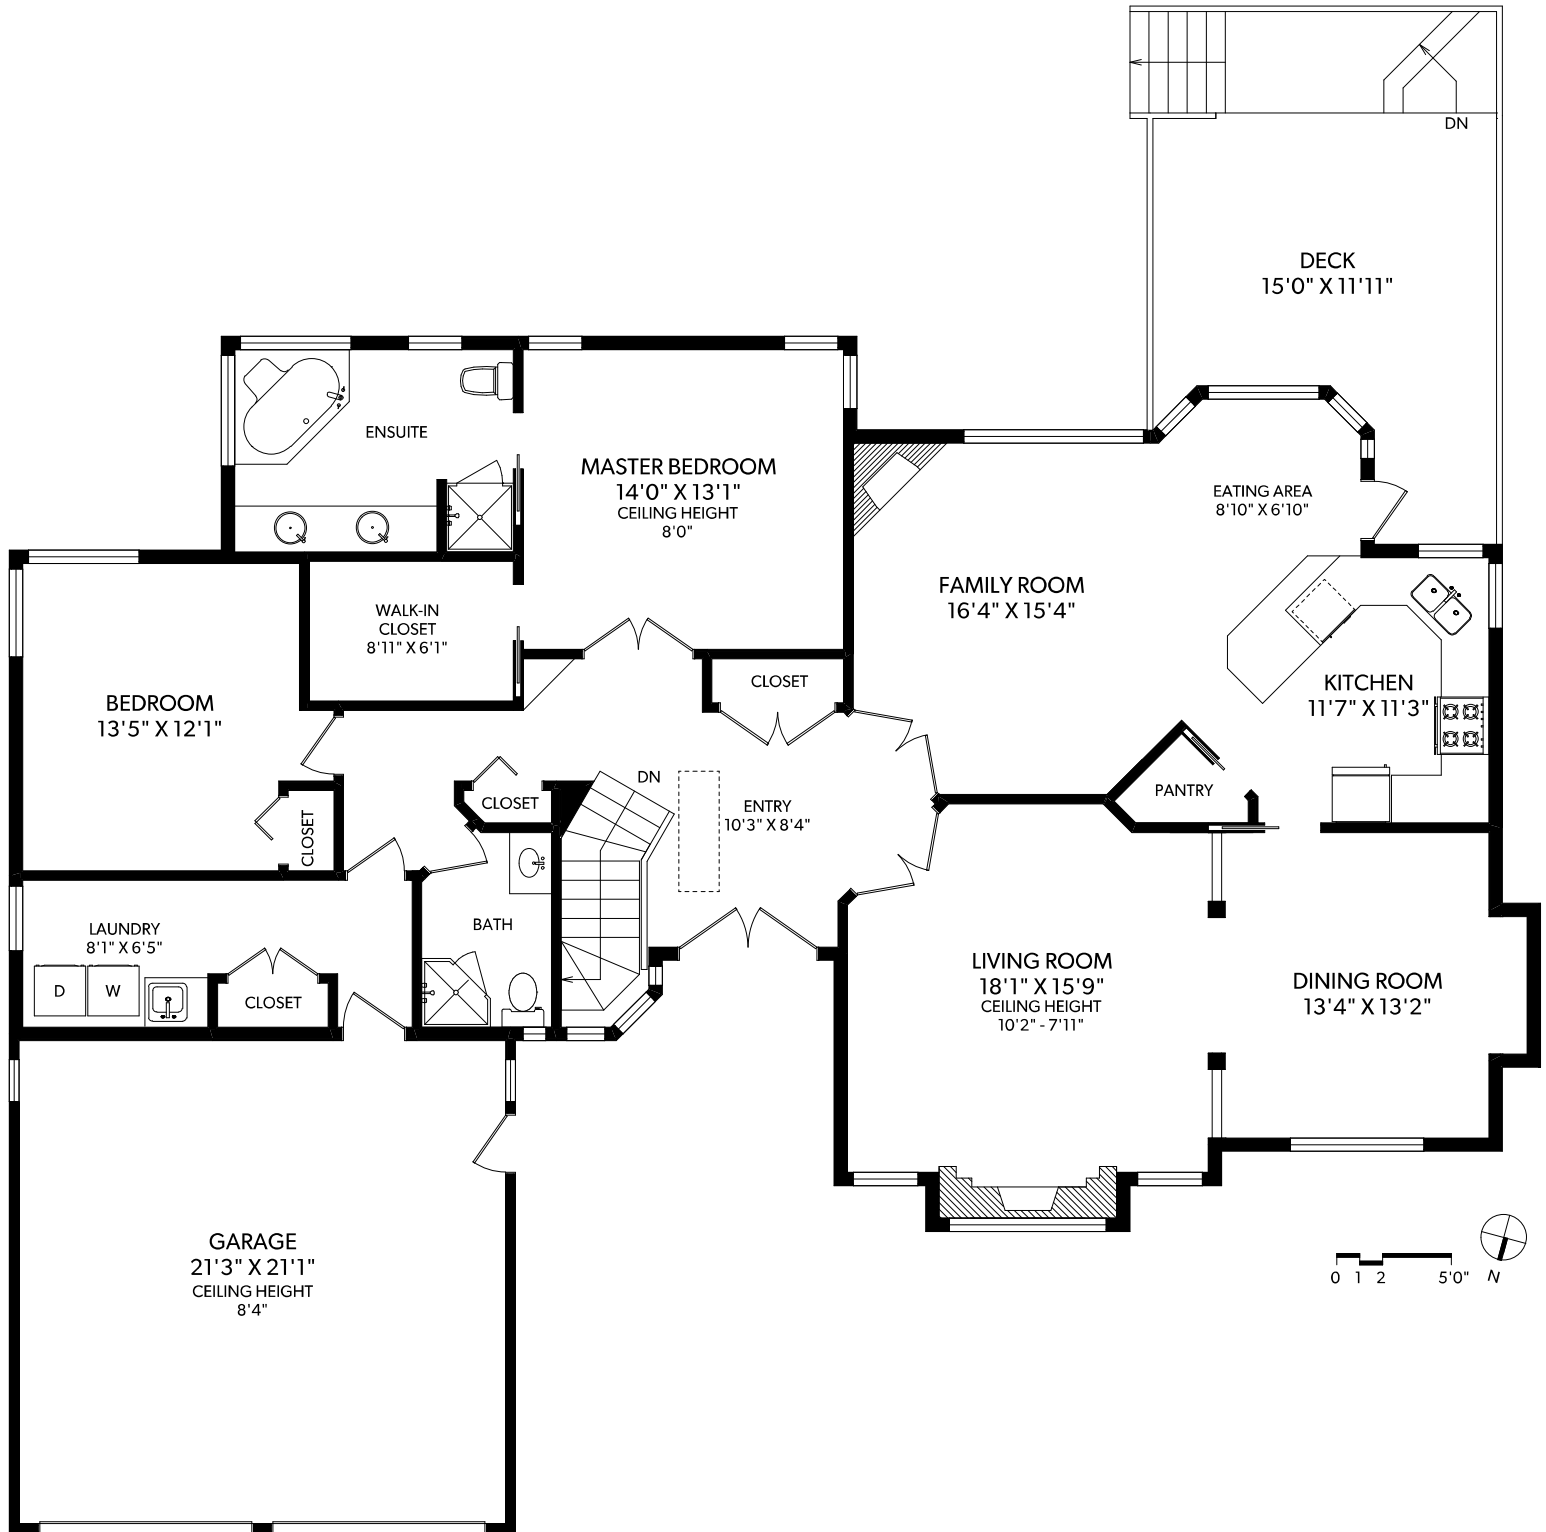 DN
DECK
15'0" X 11'11"
ENSUITE
MASTER BEDROOM
14'0" X 13'1"
CEILING HEIGHT
8'0"
EATING AREA
8'10" X 6'10"
FAMILY ROOM
16'4" X 15'4"
WALK-IN
CLOSET
8'11" X 6'1"
BEDROOM
13'5" X 12'1"
CLOSET
KITCHEN
11'7" X 11'3"
DN
CLOSET
CLOSET
ENTRY
10'3" X 8'4"
PANTRY
LAUNDRY
8'1" X 6'5"
D
W
CLOSET
BATH
LIVING ROOM
18'1" X 15'9"
CEILING HEIGHT
10'2" - 7'11"
DINING ROOM
13'4" X 13'2"
GARAGE
21'3" X 21'1"
CEILING HEIGHT
8'4"
0 1 2 5'0"
N